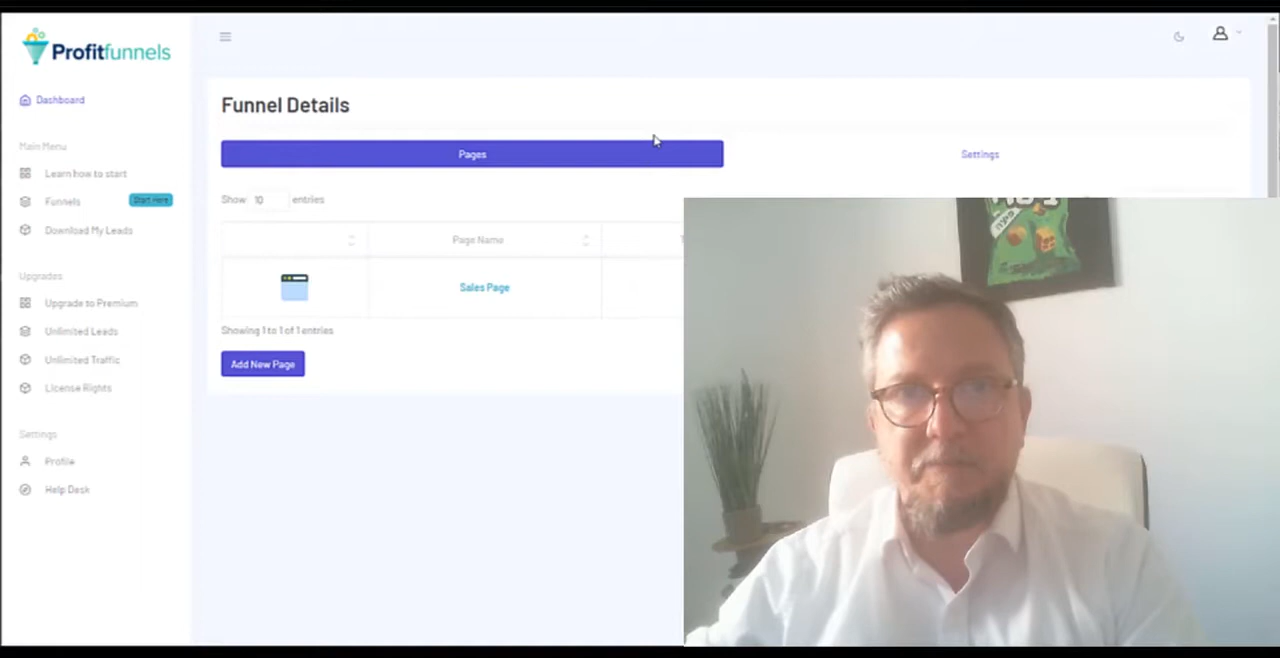 Profitfunnels
Dashboard
Main Menu
Learn how to start
Funnels
Start Here
Download My Leads
Upgrades
Upgrade to Premium
Unlimited Leads
Unlimited Traffic
License Rights
Settings
Profile
Help Desk
Funnel Details
Pages
Settings
Show 10 entries
Page Name
Sales Page
Showing 1 to 1 of 1 entries
Add New Page